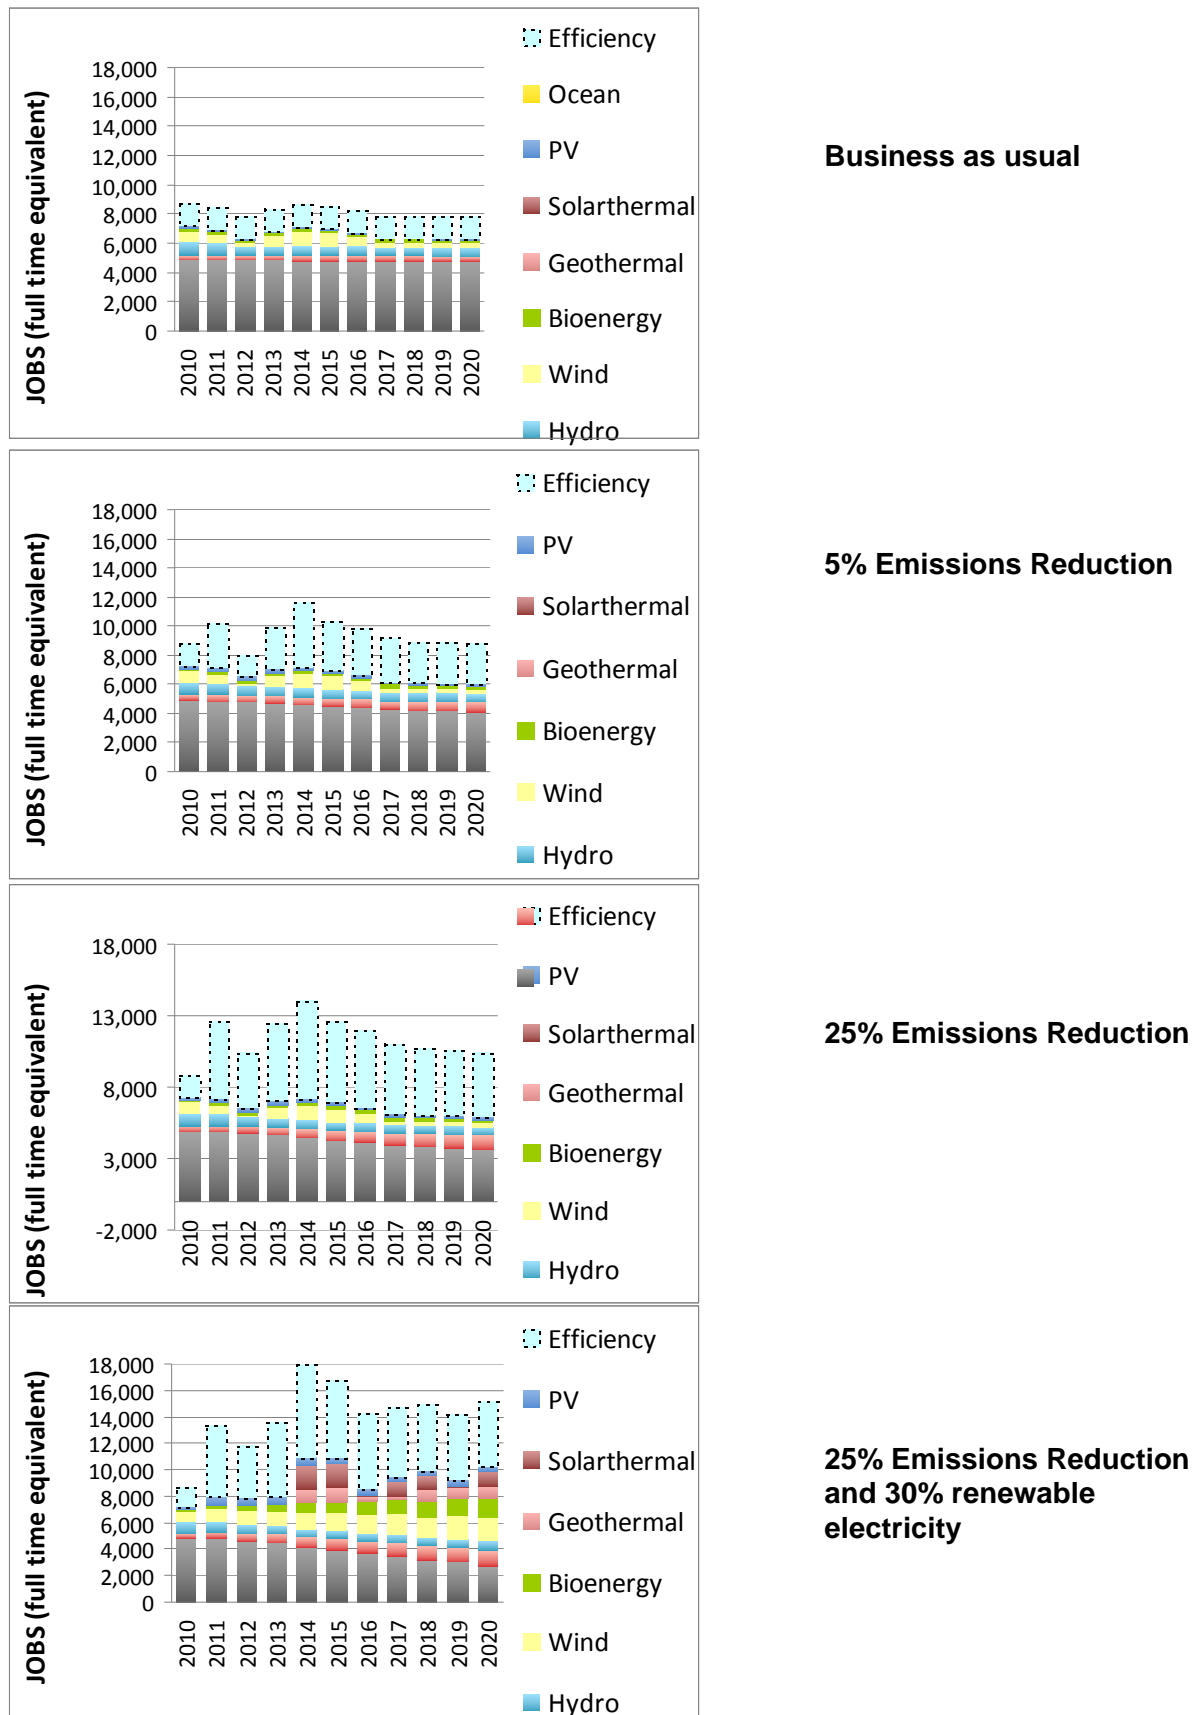 JOBS (full time equivalent)
18,000
16,000
14,000
12,000
10,000
8,000
6,000
4,000
2,000
0
2010
2011
2012
2013
2014
2015
2016
2017
2018
2019
2020
Efficiency
Ocean
PV
Solarthermal
Geothermal
Bioenergy
Wind
Hydro
Business as usual
JOBS (full time equivalent)
18,000
16,000
14,000
12,000
10,000
8,000
6,000
4,000
2,000
0
2010
2011
2012
2013
2014
2015
2016
2017
2018
2019
2020
Efficiency
PV
Solarthermal
Geothermal
Bioenergy
Wind
Hydro
5% Emissions Reduction
JOBS (full time equivalent)
18,000
13,000
8,000
3,000
-2,000
2010
2011
2012
2013
2014
2015
2016
2017
2018
2019
2020
Efficiency
PV
Solarthermal
Geothermal
Bioenergy
Wind
Hydro
25% Emissions Reduction
JOBS (full time equivalent)
18,000
16,000
14,000
12,000
10,000
8,000
6,000
4,000
2,000
0
2010
2011
2012
2013
2014
2015
2016
2017
2018
2019
2020
Efficiency
PV
Solarthermal
Geothermal
Bioenergy
Wind
Hydro
25% Emissions Reduction
and 30% renewable
electricity